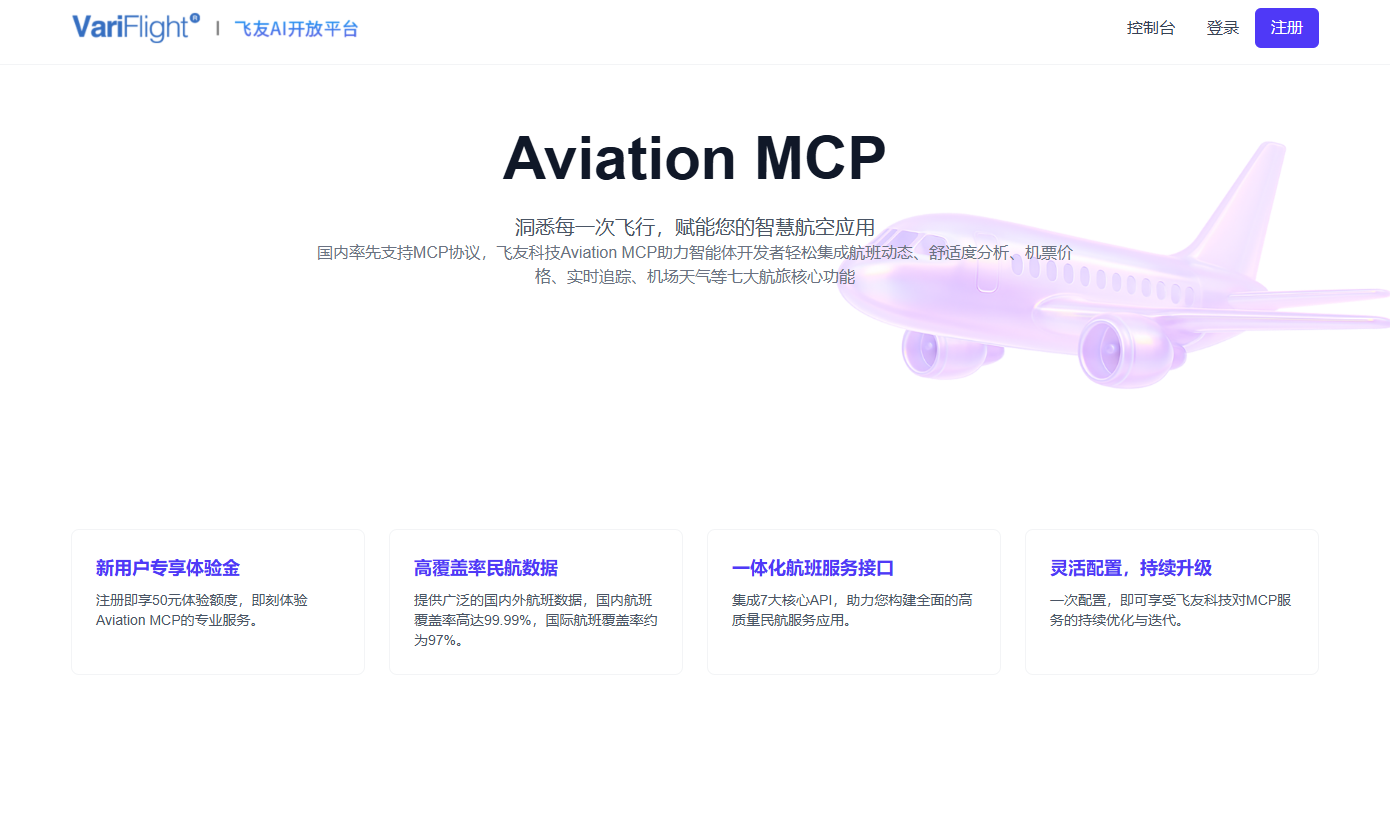 VariFlight® | 飞友AI开放平台
控制台 登录 注册
Aviation MCP
洞悉每一次飞行，赋能您的智慧航空应用
国内率先支持MCP协议，飞友科技Aviation MCP助力智能体开发者轻松集成航班动态、舒适度分析、机票价
格、实时追踪、机场天气等七大航旅核心功能
新用户专享体验金
注册即享50元体验额度，即刻体验
Aviation MCP的专业服务。
高覆盖率民航数据
提供广泛的国内外航班数据，国内航班
覆盖率高达99.99%，国际航班覆盖率约
为97%。
一体化航班服务接口
集成7大核心API，助力您构建全面的高
质量民航服务应用。
灵活配置，持续升级
一次配置，即可享受飞友科技对MCP服
务的持续优化与迭代。